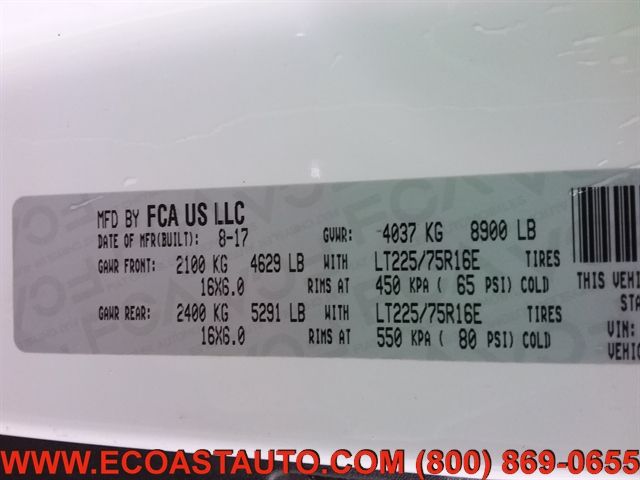 MFD BY FCA US LLC
DATE OF MFR(BUILT): 8-17 GVWR: 4037 KG 8900 LB
GAWR FRONT: 2100 KG 4629 LB WITH LT225/75R16E TIRES
16X6.0 RIMS AT 450 KPA ( 65 PSI) COLD
GAWR REAR: 2400 KG 5291 LB WITH LT225/75R16E TIRES
16X6.0 RIMS AT 550 KPA ( 80 PSI) COLD
THIS VEHI
STA
VIN:
VEHIC
WWW.ECOASTAUTO.COM (800) 869-0655